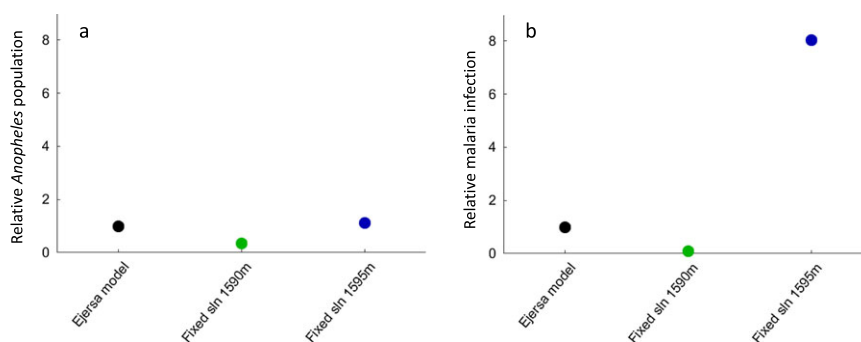 a
Relative Anopheles population
8
6
4
2
0
Ejersa model
Fixed sln 1590m
Fixed sln 1595m
b
Relative malaria infection
8
6
4
2
0
Ejersa model
Fixed sln 1590m
Fixed sln 1595m